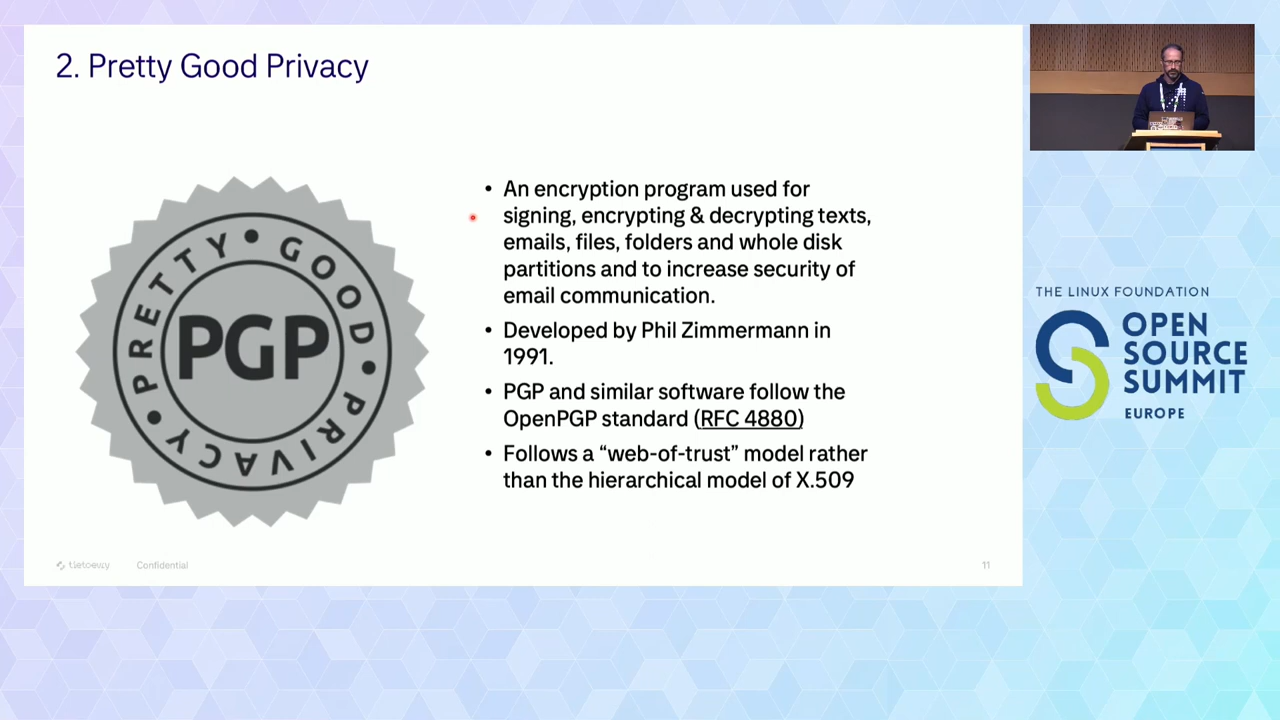 2. Pretty Good Privacy
PRETTY • GOOD • PRIVACY •
PGP
• An encryption program used for
signing, encrypting & decrypting texts,
emails, files, folders and whole disk
partitions and to increase security of
email communication.
• Developed by Phil Zimmermann in
1991.
• PGP and similar software follow the
OpenPGP standard (RFC 4880)
• Follows a “web-of-trust” model rather
than the hierarchical model of X.509
tietoevry
Confidential
11
THE LINUX FOUNDATION
OPEN
SOURCE
SUMMIT
EUROPE